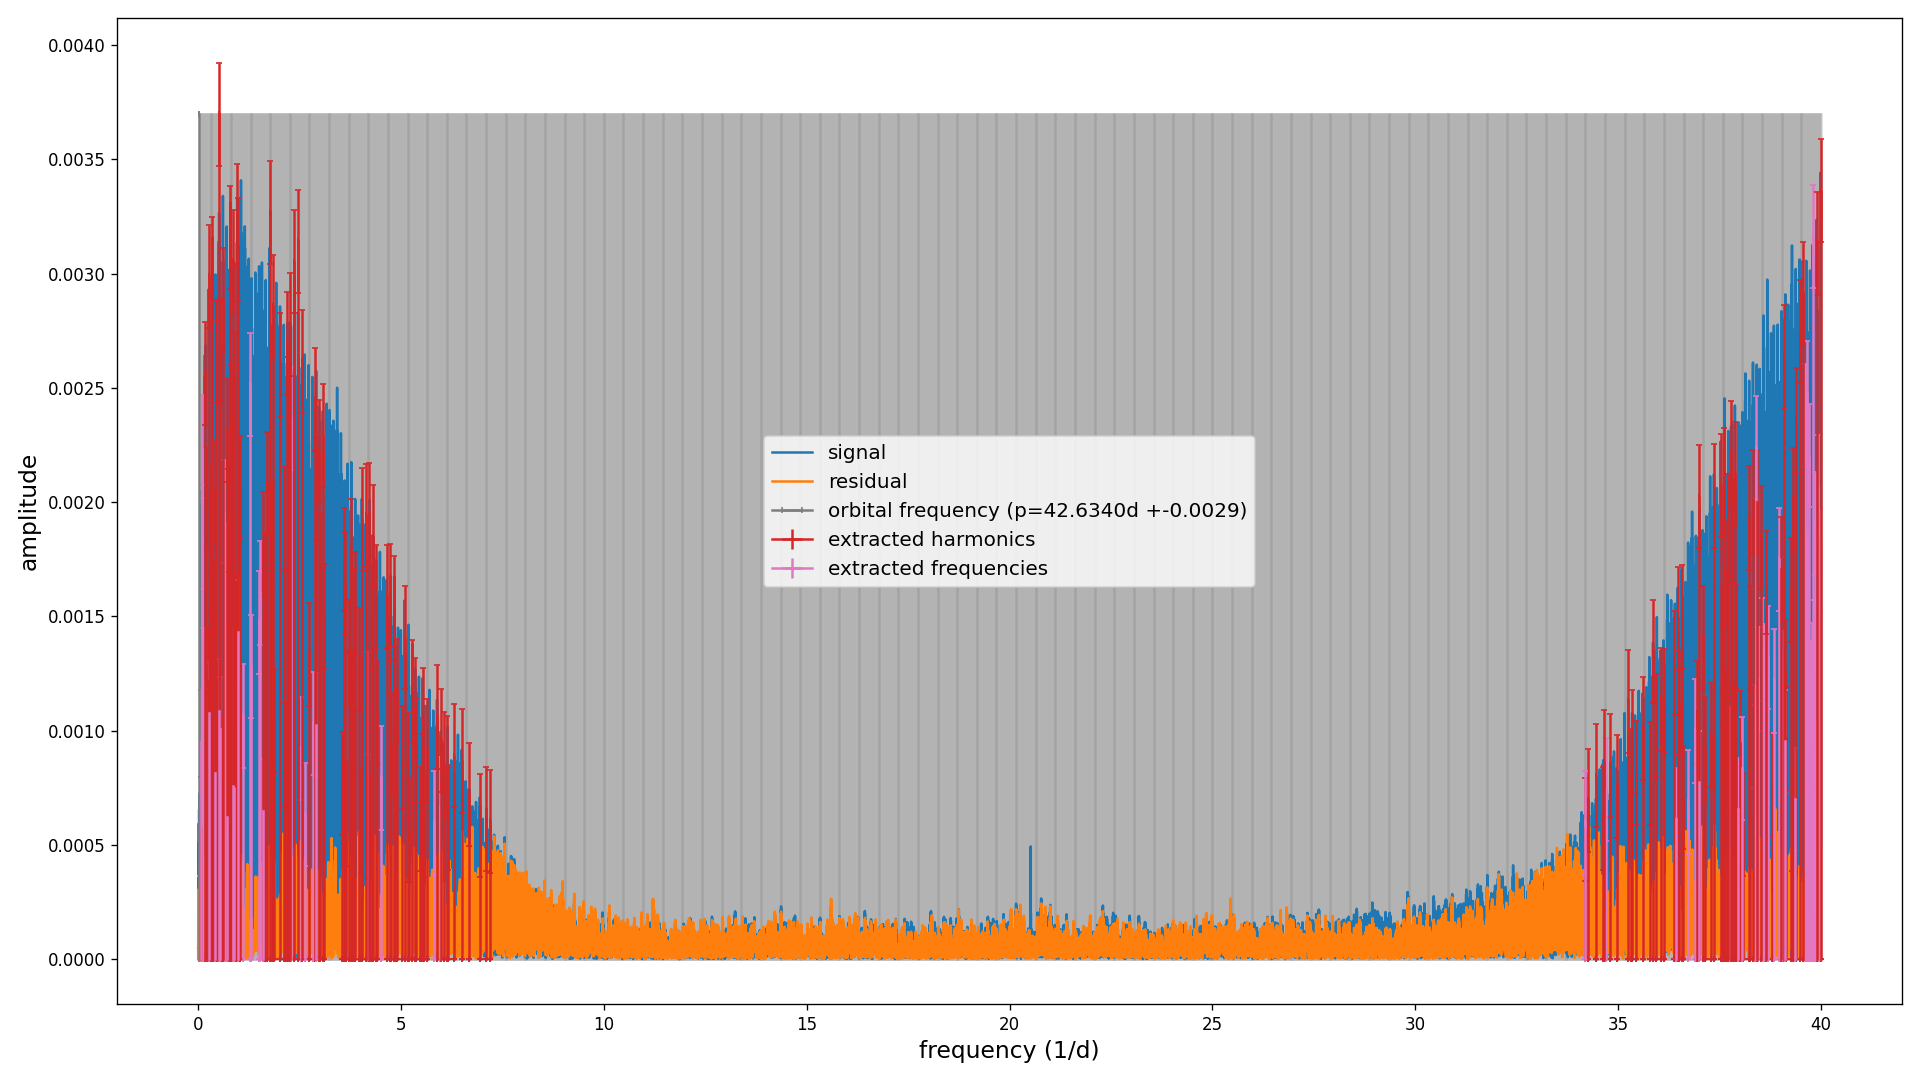 0.0040
0.0035
0.0030
0.0025
0.0020
0.0015
0.0010
0.0005
0.0000
amplitude
signal
residual
orbital frequency (p=42.6340d +-0.0029)
extracted harmonics
extracted frequencies
0 5 10 15 20 25 30 35 40
frequency (1/d)